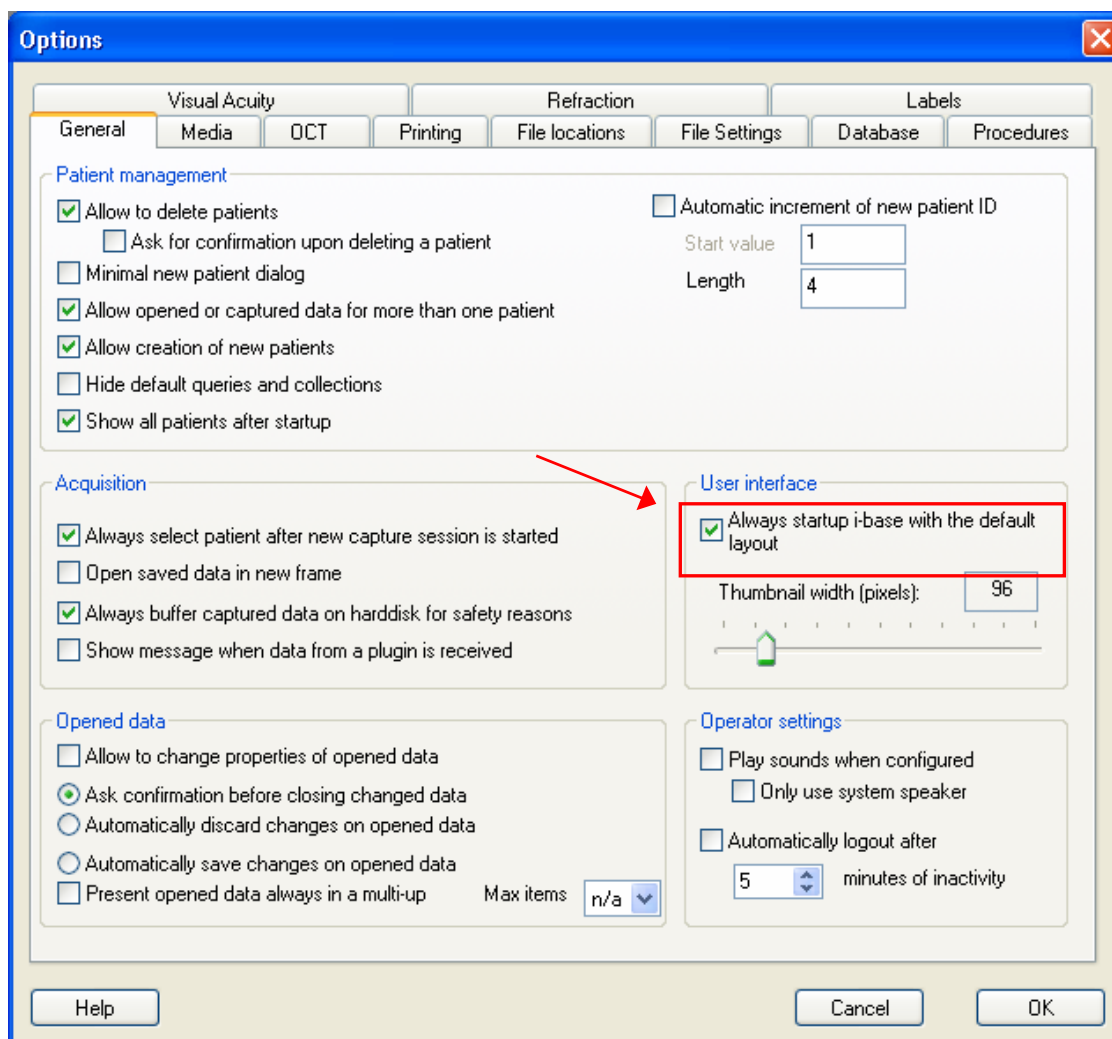 Options
Visual Acuity
Refraction
Labels
General
Media
OCT
Printing
File locations
File Settings
Database
Procedures
Patient management
Allow to delete patients
Ask for confirmation upon deleting a patient
Minimal new patient dialog
Allow opened or captured data for more than one patient
Allow creation of new patients
Hide default queries and collections
Show all patients after startup
Automatic increment of new patient ID
Start value
1
Length
4
Acquisition
Always select patient after new capture session is started
Open saved data in new frame
Always buffer captured data on harddisk for safety reasons
Show message when data from a plugin is received
User interface
Always startup i-base with the default
layout
Thumbnail width (pixels):
96
Opened data
Allow to change properties of opened data
Ask confirmation before closing changed data
Automatically discard changes on opened data
Automatically save changes on opened data
Present opened data always in a multi-up
Max items
n/a
Operator settings
Play sounds when configured
Only use system speaker
Automatically logout after
5
minutes of inactivity
Help
Cancel
OK